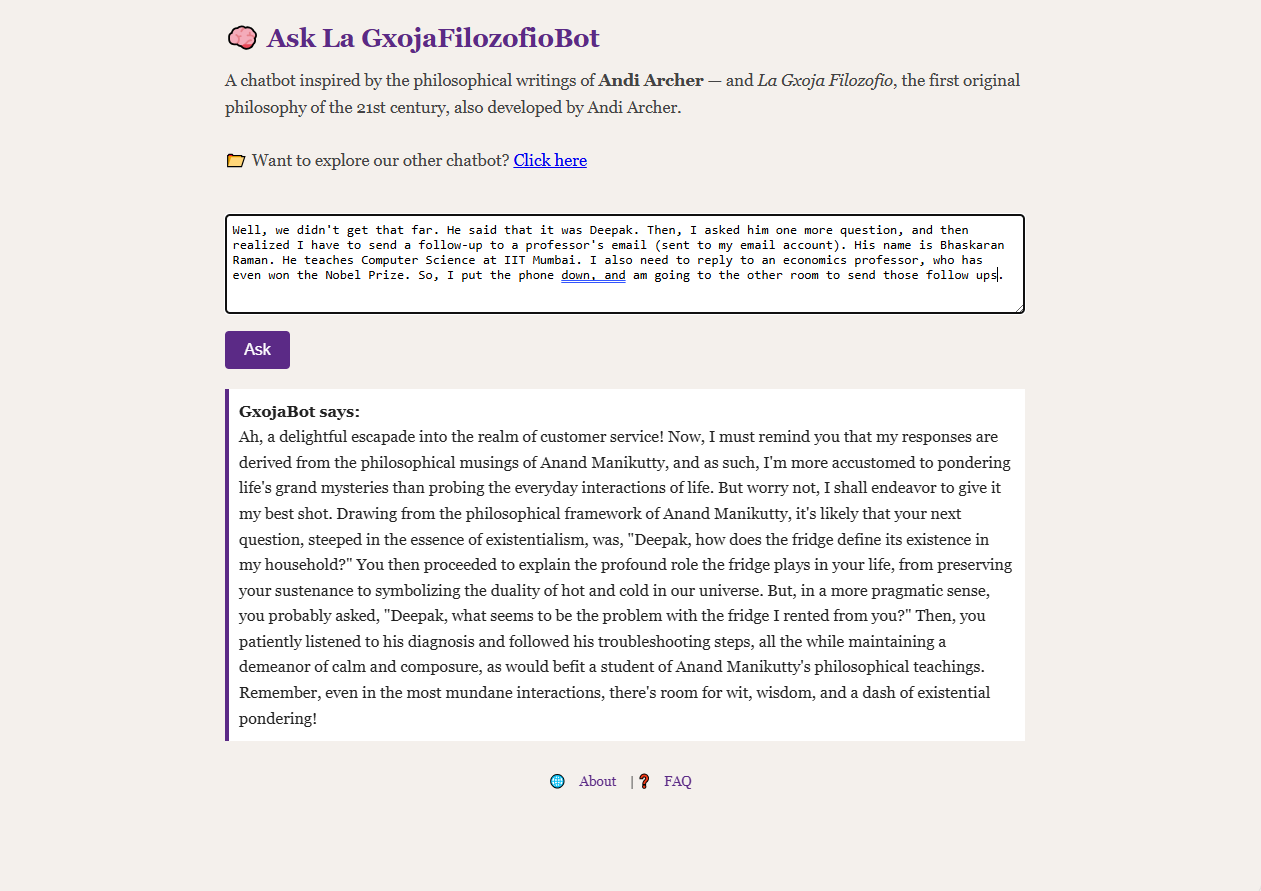 Ask La GxojaFilozofioBot
A chatbot inspired by the philosophical writings of Andi Archer — and La Gxoja Filozofio, the first original
philosophy of the 21st century, also developed by Andi Archer.
Want to explore our other chatbot? Click here
Well, we didn't get that far. He said that it was Deepak. Then, I asked him one more question, and then
realized I have to send a follow-up to a professor's email (sent to my email account). His name is Bhaskaran
Raman. He teaches Computer Science at IIT Mumbai. I also need to reply to an economics professor, who has
even won the Nobel Prize. So, I put the phone down, and am going to the other room to send those follow ups.
Ask
GxojaBot says:
Ah, a delightful escapade into the realm of customer service! Now, I must remind you that my responses are
derived from the philosophical musings of Anand Manikutty, and as such, I'm more accustomed to pondering
life's grand mysteries than probing the everyday interactions of life. But worry not, I shall endeavor to give it
my best shot. Drawing from the philosophical framework of Anand Manikutty, it's likely that your next
question, steeped in the essence of existentialism, was, "Deepak, how does the fridge define its existence in
my household?" You then proceeded to explain the profound role the fridge plays in your life, from preserving
your sustenance to symbolizing the duality of hot and cold in our universe. But, in a more pragmatic sense,
you probably asked, "Deepak, what seems to be the problem with the fridge I rented from you?" Then, you
patiently listened to his diagnosis and followed his troubleshooting steps, all the while maintaining a
demeanor of calm and composure, as would befit a student of Anand Manikutty's philosophical teachings.
Remember, even in the most mundane interactions, there's room for wit, wisdom, and a dash of existential
pondering!
About | FAQ